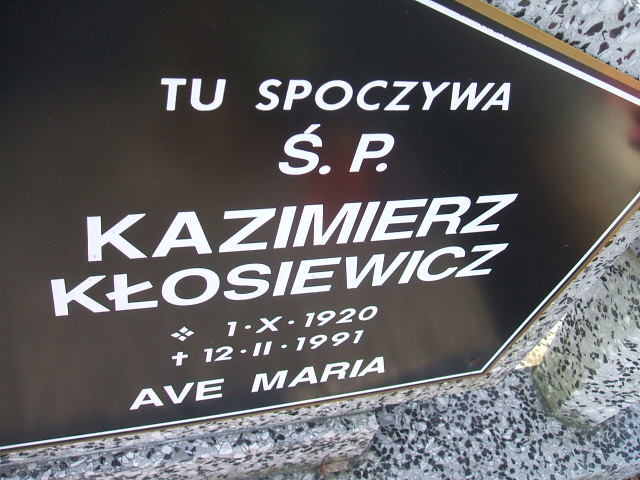 TU SPOCZYWA
Ś. P.
KAZIMIERZ
KŁOSIEWICZ
❖ 1·X·1920
† 12·II·1991
AVE MARIA